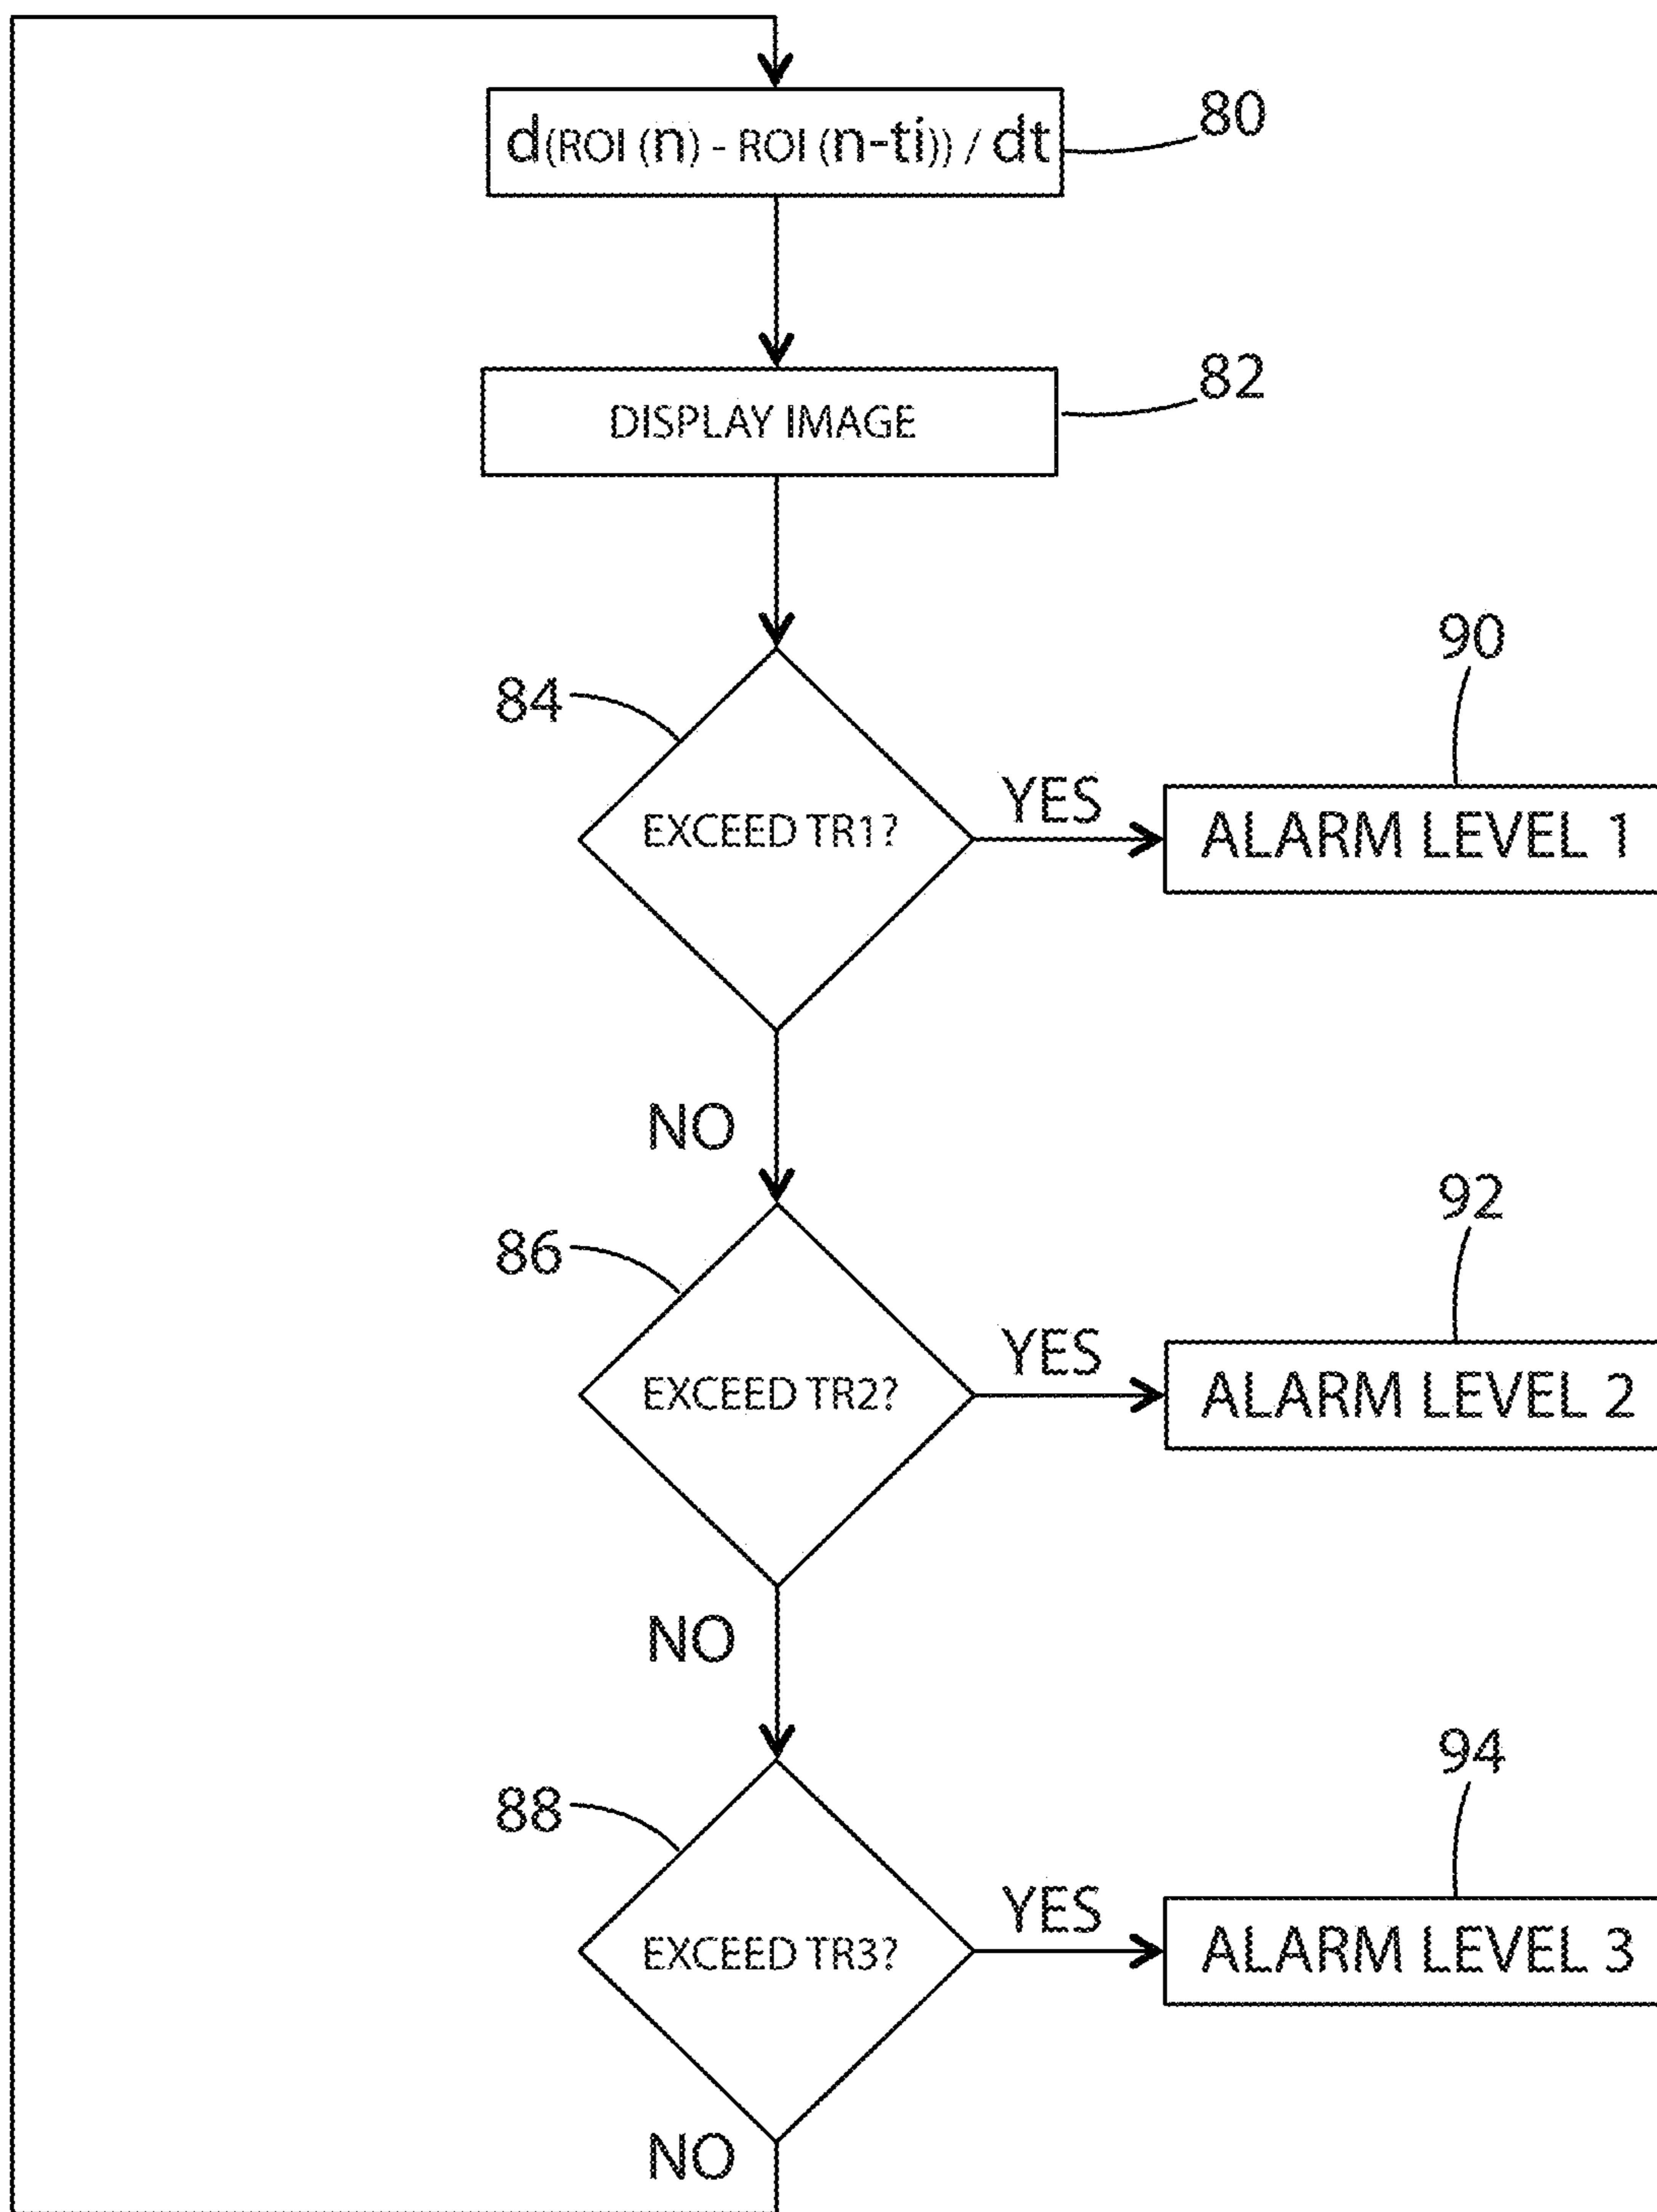 d(ROI (n) - ROI (n-ti)) / dt
80
DISPLAY IMAGE
82
84
EXCEED TR1?
YES
90
ALARM LEVEL 1
NO
86
EXCEED TR2?
YES
92
ALARM LEVEL 2
NO
88
EXCEED TR3?
YES
94
ALARM LEVEL 3
NO